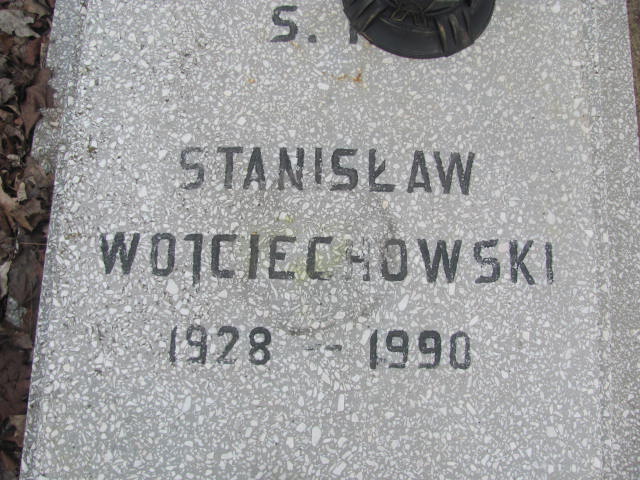 S.
STANISŁAW
WOJCIECHOWSKI
1928 -- 1990